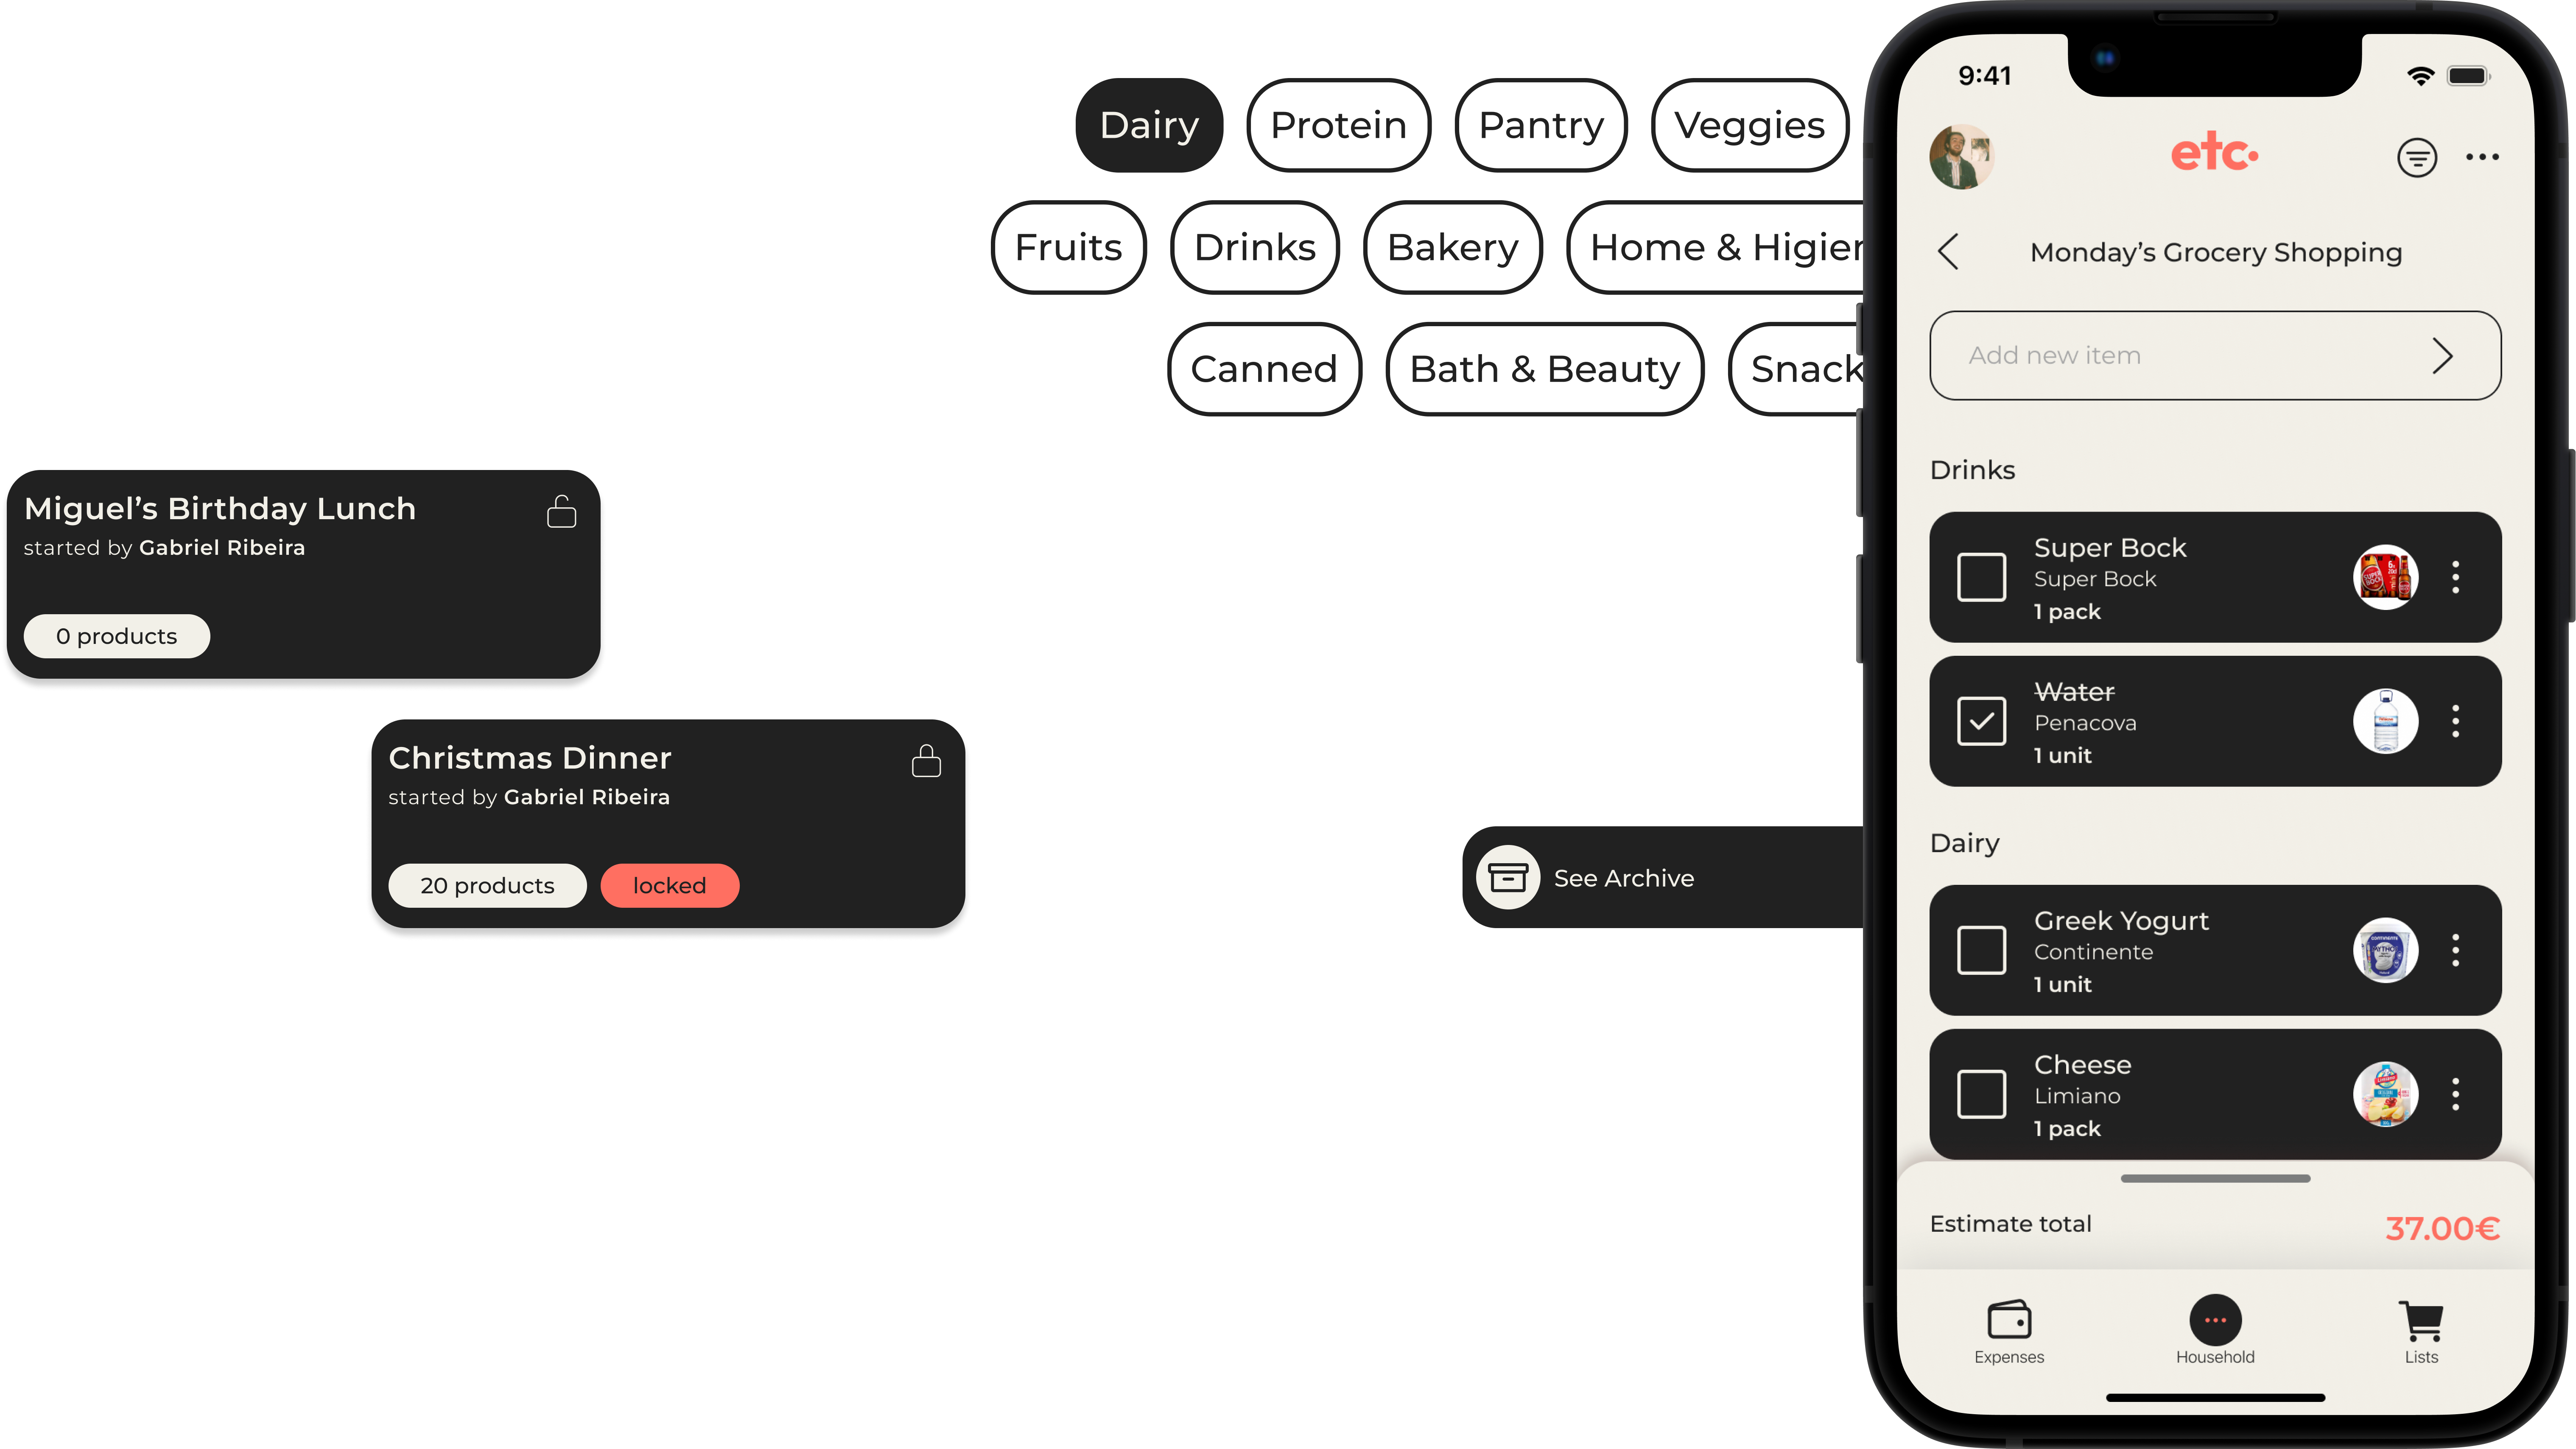 Dairy
Protein
Pantry
Veggies
Fruits
Drinks
Bakery
Home & Higien
Canned
Bath & Beauty
Snack
Miguel’s Birthday Lunch
started by Gabriel Ribeira
0 products
Christmas Dinner
started by Gabriel Ribeira
20 products
locked
See Archive
9:41
etc.
Monday’s Grocery Shopping
Add new item
Drinks
Super Bock
Super Bock
1 pack
Water
Penacova
1 unit
Dairy
Greek Yogurt
Continente
1 unit
Cheese
Limiano
1 pack
Estimate total
37.00€
Expenses
Household
Lists